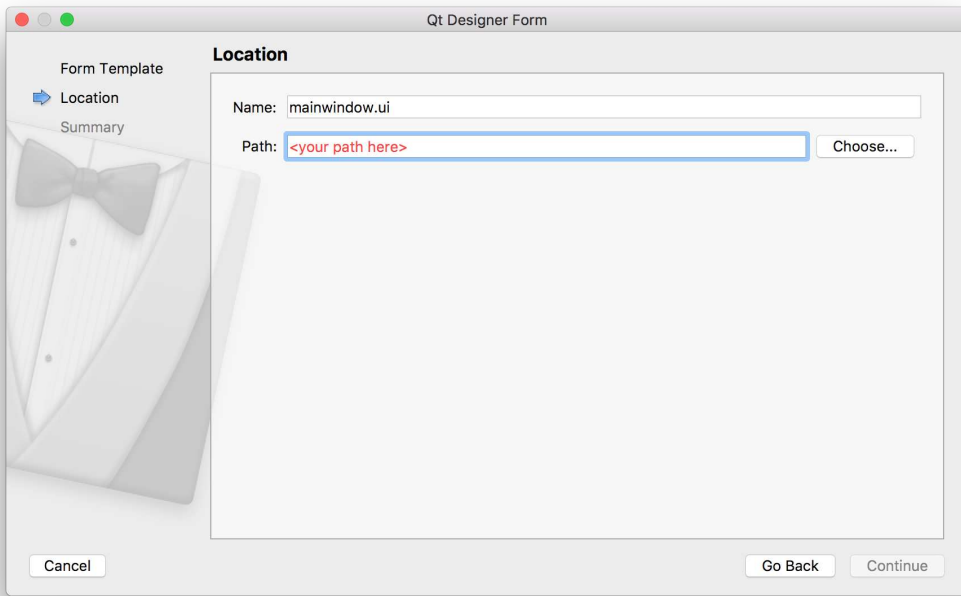 Qt Designer Form
Form Template
Location
Summary
Location
Name: mainwindow.ui
Path: <your path here> Choose...
Cancel Go Back Continue